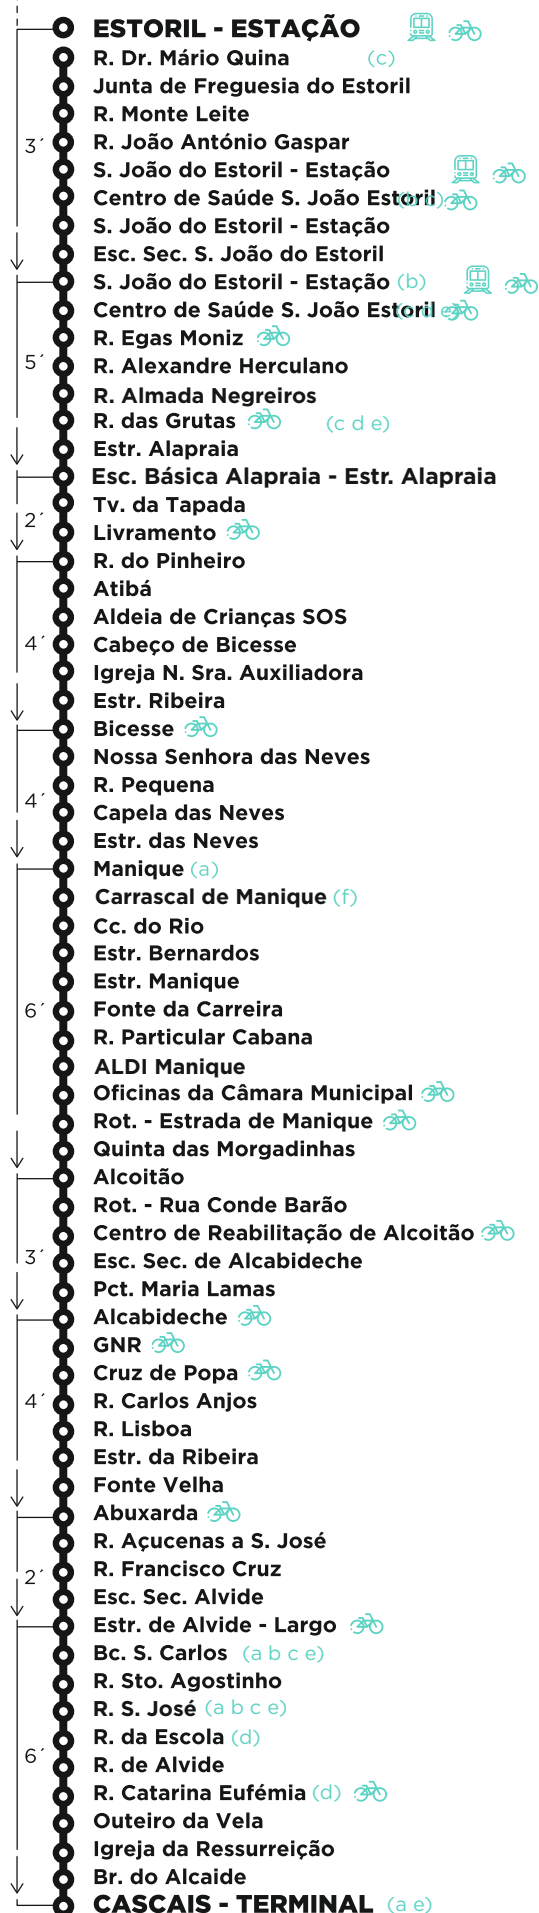 ESTORIL - ESTAÇÃO
R. Dr. Mário Quina (c)
Junta de Freguesia do Estoril
R. Monte Leite
3´ R. João António Gaspar
S. João do Estoril - Estação
Centro de Saúde S. João Estoril
S. João do Estoril - Estação
Esc. Sec. S. João do Estoril
S. João do Estoril - Estação (b)
Centro de Saúde S. João Estoril
R. Egas Moniz
5´ R. Alexandre Herculano
R. Almada Negreiros
R. das Grutas (c d e)
Estr. Alapraia
Esc. Básica Alapraia - Estr. Alapraia
Tv. da Tapada
2´
Livramento
R. do Pinheiro
Atibá
Aldeia de Crianças SOS
4´ Cabeço de Bicesse
Igreja N. Sra. Auxiliadora
Estr. Ribeira
Bicesse
Nossa Senhora das Neves
R. Pequena
4´
Capela das Neves
Estr. das Neves
Manique (a)
Carrascal de Manique (f)
Cc. do Rio
Estr. Bernardos
Estr. Manique
6´ Fonte da Carreira
R. Particular Cabana
ALDI Manique
Oficinas da Câmara Municipal
Rot. - Estrada de Manique
Quinta das Morgadinhas
Alcoitão
Rot. - Rua Conde Barão
Centro de Reabilitação de Alcoitão
3´ Esc. Sec. de Alcabideche
Pct. Maria Lamas
Alcabideche
GNR
Cruz de Popa
4´ R. Carlos Anjos
R. Lisboa
Estr. da Ribeira
Fonte Velha
Abuxarda
R. Açucenas a S. José
2´ R. Francisco Cruz
Esc. Sec. Alvide
Estr. de Alvide - Largo
Bc. S. Carlos (a b c e)
R. Sto. Agostinho
R. S. José (a b c e)
R. da Escola (d)
6´ R. de Alvide
R. Catarina Eufémia (d)
Outeiro da Vela
Igreja da Ressurreição
Br. do Alcaide
CASCAIS - TERMINAL (a e)